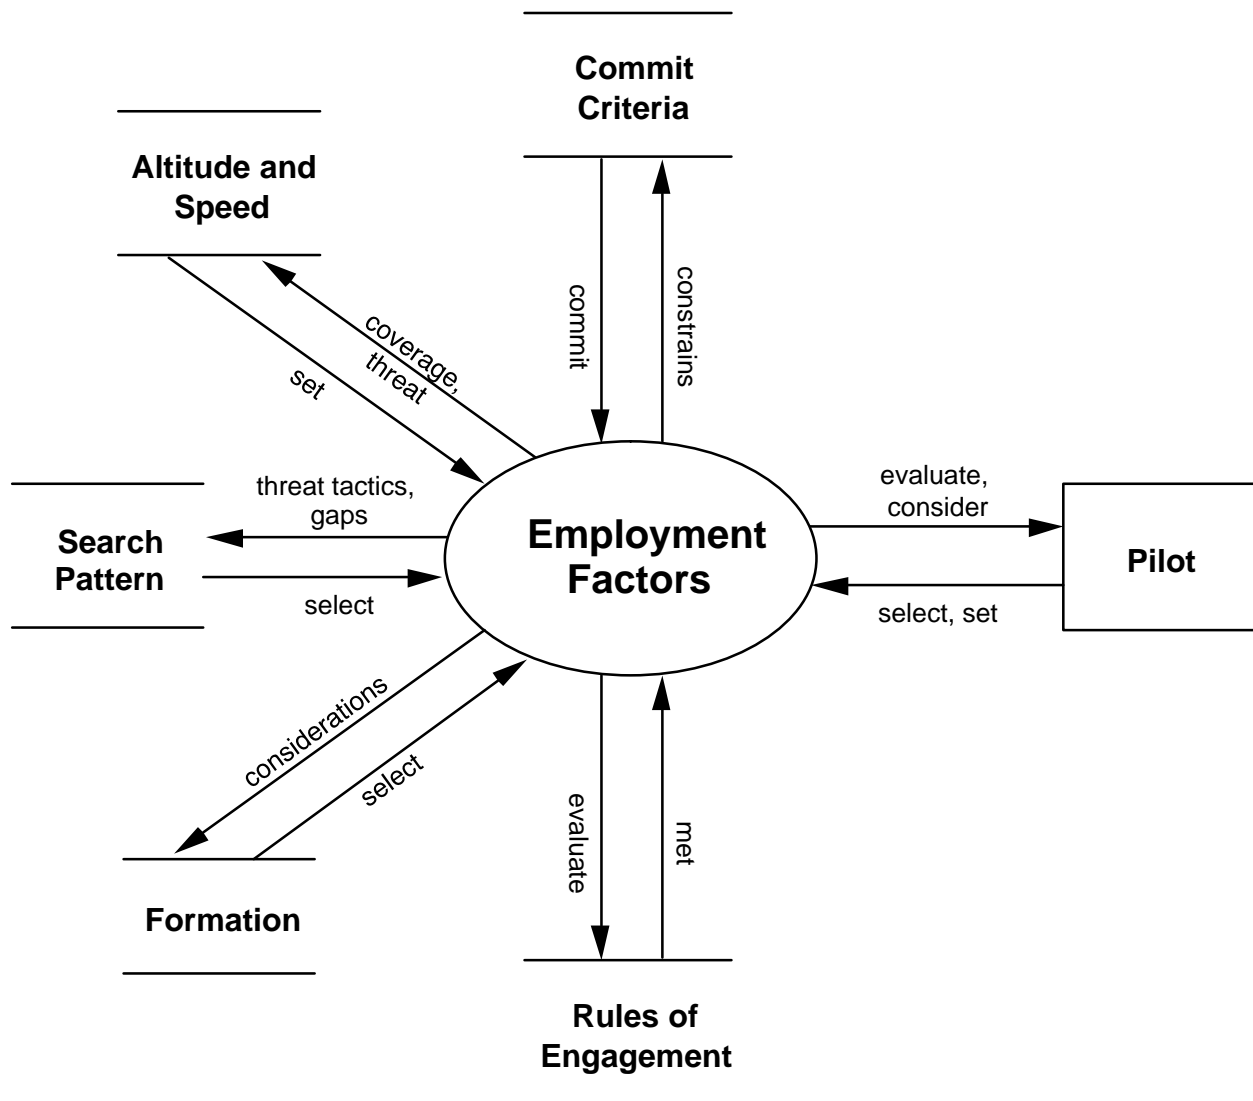 Commit
Criteria
Altitude and
Speed
commit
constrains
coverage,
threat
set
threat tactics,
gaps
Search
Pattern
select
Employment
Factors
evaluate,
consider
Pilot
select, set
considerations
select
evaluate
met
Formation
Rules of
Engagement